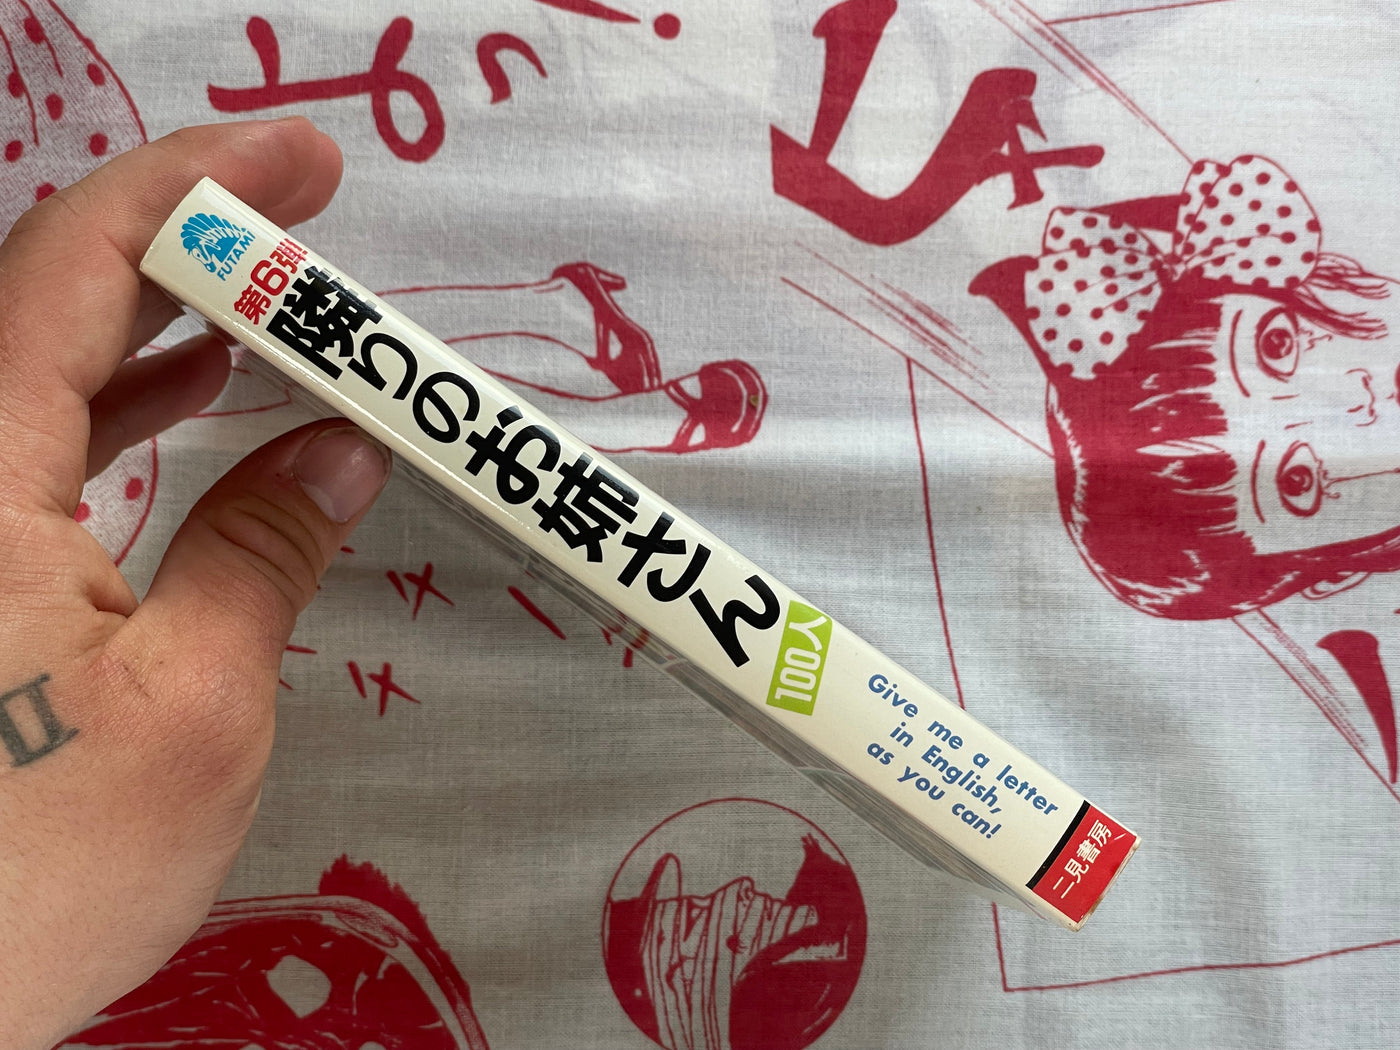 FUTAMI
第6弾!
隣りのお姉さん
100人
Give me a letter
in English,
as you can!
二見書房